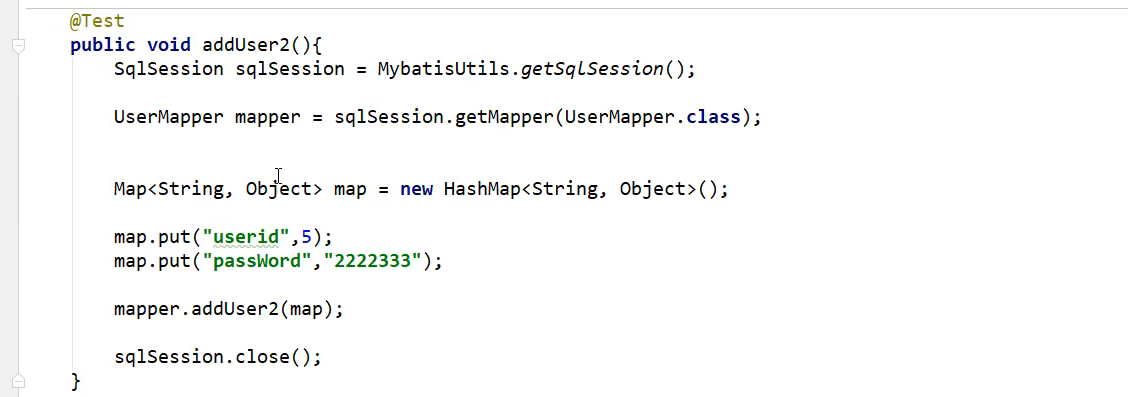 @Test
public void addUser2(){
SqlSession sqlSession = MybatisUtils.getSqlSession();
UserMapper mapper = sqlSession.getMapper(UserMapper.class);
Map<String, Object> map = new HashMap<String, Object>();
map.put("userid",5);
map.put("passWord","2222333");
mapper.addUser2(map);
sqlSession.close();
}